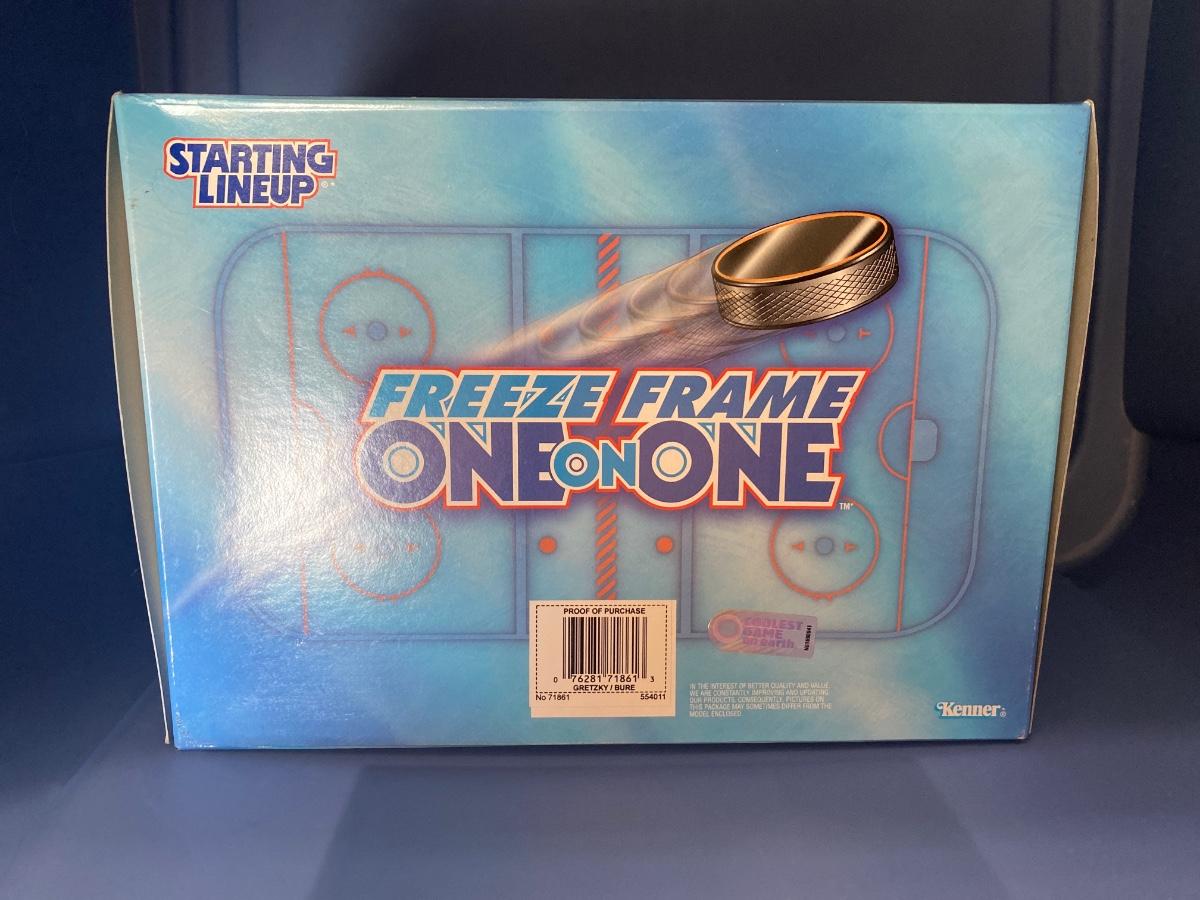 STARTING
LINEUP®
FREEZE FRAME
ONE ON ONE
TM
PROOF OF PURCHASE
0 76281 71861 3
GRETZKY / BURE
No 71861 554011
COOLEST
GAME
on earth
IN THE INTEREST OF BETTER QUALITY AND VALUE,
WE ARE CONSTANTLY IMPROVING AND UPDATING
OUR PRODUCTS. CONSEQUENTLY, PICTURES ON
THIS PACKAGE MAY SOMETIMES DIFFER FROM THE
MODEL ENCLOSED.
Kenner®